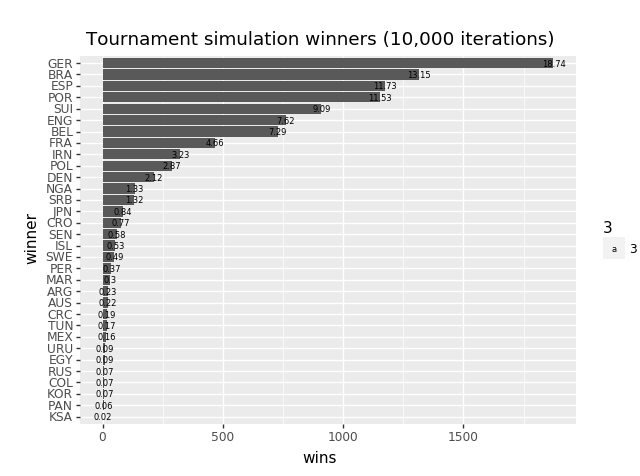 Tournament simulation winners (10,000 iterations)
GER 18.74
BRA 13.15
ESP 11.73
POR 11.53
SUI 9.09
ENG 7.62
BEL 7.29
FRA 4.66
IRN 3.23
POL 2.87
DEN 2.12
NGA 1.33
SRB 1.32
JPN 0.84
CRO 0.77
SEN 0.58
ISL 0.53
SWE 0.49
PER 0.37
MAR 0.3
ARG 0.23
AUS 0.22
CRC 0.19
TUN 0.17
MEX 0.16
URU 0.09
EGY 0.09
RUS 0.07
COL 0.07
KOR 0.07
PAN 0.06
KSA 0.02
winner
0 500 1000 1500
wins
3
a 3